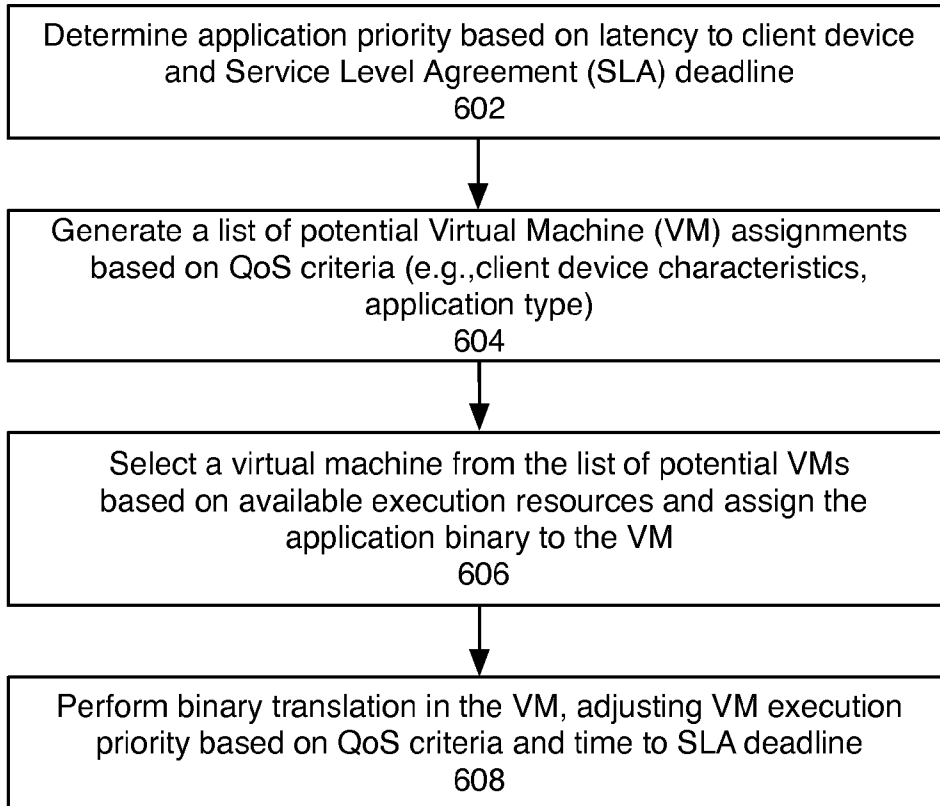 Determine application priority based on latency to client device
and Service Level Agreement (SLA) deadline
602
Generate a list of potential Virtual Machine (VM) assignments
based on QoS criteria (e.g.,client device characteristics,
application type)
604
Select a virtual machine from the list of potential VMs
based on available execution resources and assign the
application binary to the VM
606
Perform binary translation in the VM, adjusting VM execution
priority based on QoS criteria and time to SLA deadline
608